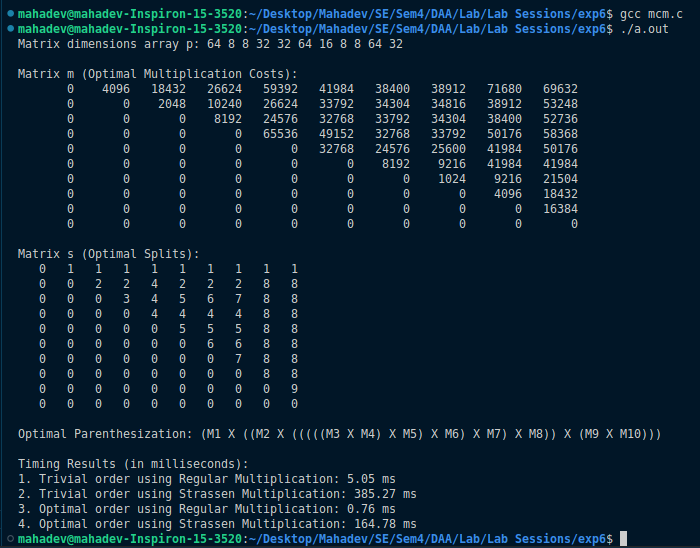 mahadev@mahadev-Inspiron-15-3520:~/Desktop/Mahadev/SE/Sem4/DAA/Lab/Lab Sessions/exp6$ gcc mcm.c
mahadev@mahadev-Inspiron-15-3520:~/Desktop/Mahadev/SE/Sem4/DAA/Lab/Lab Sessions/exp6$ ./a.out
Matrix dimensions array p: 64 8 8 32 32 64 16 8 8 64 32
Matrix m (Optimal Multiplication Costs):
0 4096 18432 26624 59392 41984 38400 38912 71680 69632
0 0 2048 10240 26624 33792 34304 34816 38912 53248
0 0 0 8192 24576 32768 33792 34304 38400 52736
0 0 0 0 65536 49152 32768 33792 50176 58368
0 0 0 0 0 32768 24576 25600 41984 50176
0 0 0 0 0 0 8192 9216 41984 41984
0 0 0 0 0 0 0 1024 9216 21504
0 0 0 0 0 0 0 0 4096 18432
0 0 0 0 0 0 0 0 0 16384
0 0 0 0 0 0 0 0 0 0
Matrix s (Optimal Splits):
0 1 1 1 1 1 1 1 1 1
0 0 2 2 4 2 2 2 8 8
0 0 0 3 4 5 6 7 8 8
0 0 0 0 4 4 4 4 8 8
0 0 0 0 0 5 5 5 8 8
0 0 0 0 0 0 6 6 8 8
0 0 0 0 0 0 0 7 8 8
0 0 0 0 0 0 0 0 8 8
0 0 0 0 0 0 0 0 0 9
0 0 0 0 0 0 0 0 0 0
Optimal Parenthesization: (M1 X ((M2 X (((((M3 X M4) X M5) X M6) X M7) X M8)) X (M9 X M10)))
Timing Results (in milliseconds):
1. Trivial order using Regular Multiplication: 5.05 ms
2. Trivial order using Strassen Multiplication: 385.27 ms
3. Optimal order using Regular Multiplication: 0.76 ms
4. Optimal order using Strassen Multiplication: 164.78 ms
mahadev@mahadev-Inspiron-15-3520:~/Desktop/Mahadev/SE/Sem4/DAA/Lab/Lab Sessions/exp6$